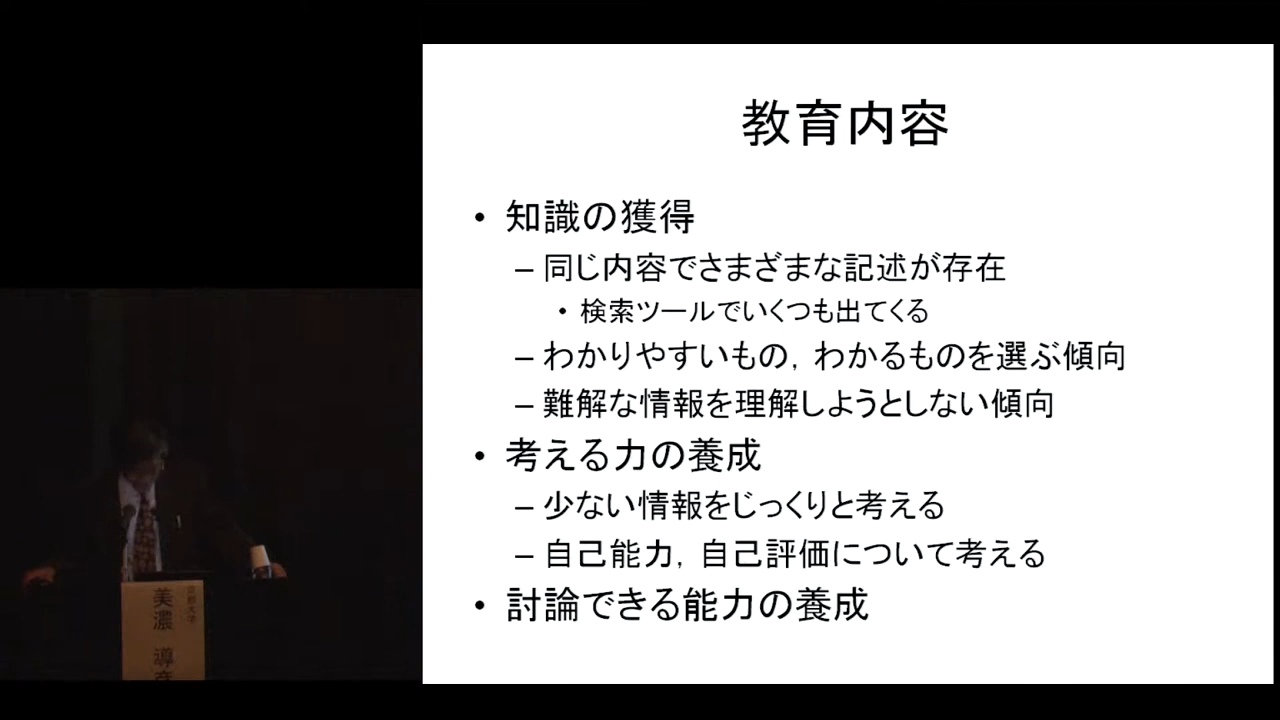 教育内容
• 知識の獲得
– 同じ内容でさまざまな記述が存在
• 検索ツールでいくつも出てくる
– わかりやすいもの，わかるものを選ぶ傾向
– 難解な情報を理解しようとしない傾向
• 考える力の養成
– 少ない情報をじっくりと考える
– 自己能力，自己評価について考える
• 討論できる能力の養成
京都大学
美濃 導彦